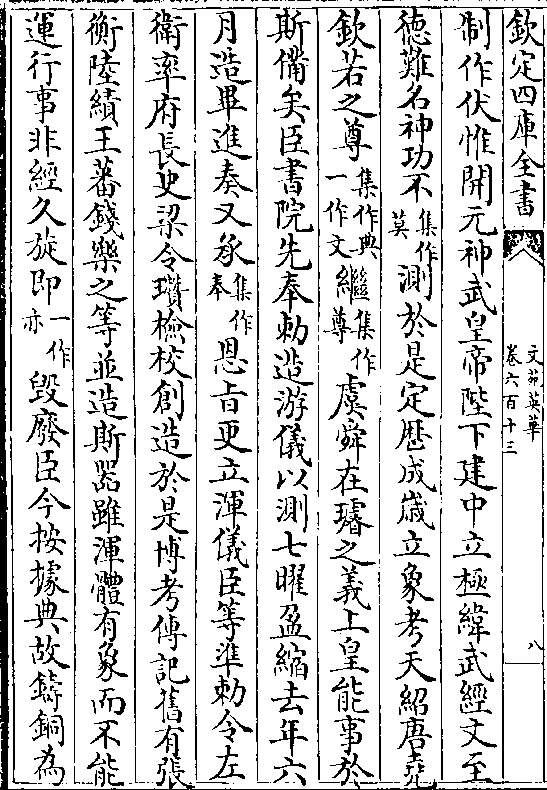 欽定四庫全書
文苑英華
卷六百十三
八
制作伏惟開元神武皇帝陛下建中立極緯武經文至
德難名神功不集作莫測於是定歴成嵗立象考天紹唐堯
欽若之尊集作典一作文繼集作尊虞舜在璿之義上皇能事於
斯備矣臣書院先奉勅造游儀以測七曜盈縮去年六
月造畢進奏又承集作奉恩旨更立渾儀臣等準勅令左
衛率府長史梁令瓚檢校創造於是博考傳記舊有張
衡陸績王蕃錢樂之等並造斯器雖渾體有象而不能
運行事非經久旋即一作亦毀廢臣今按據典故鑄銅為